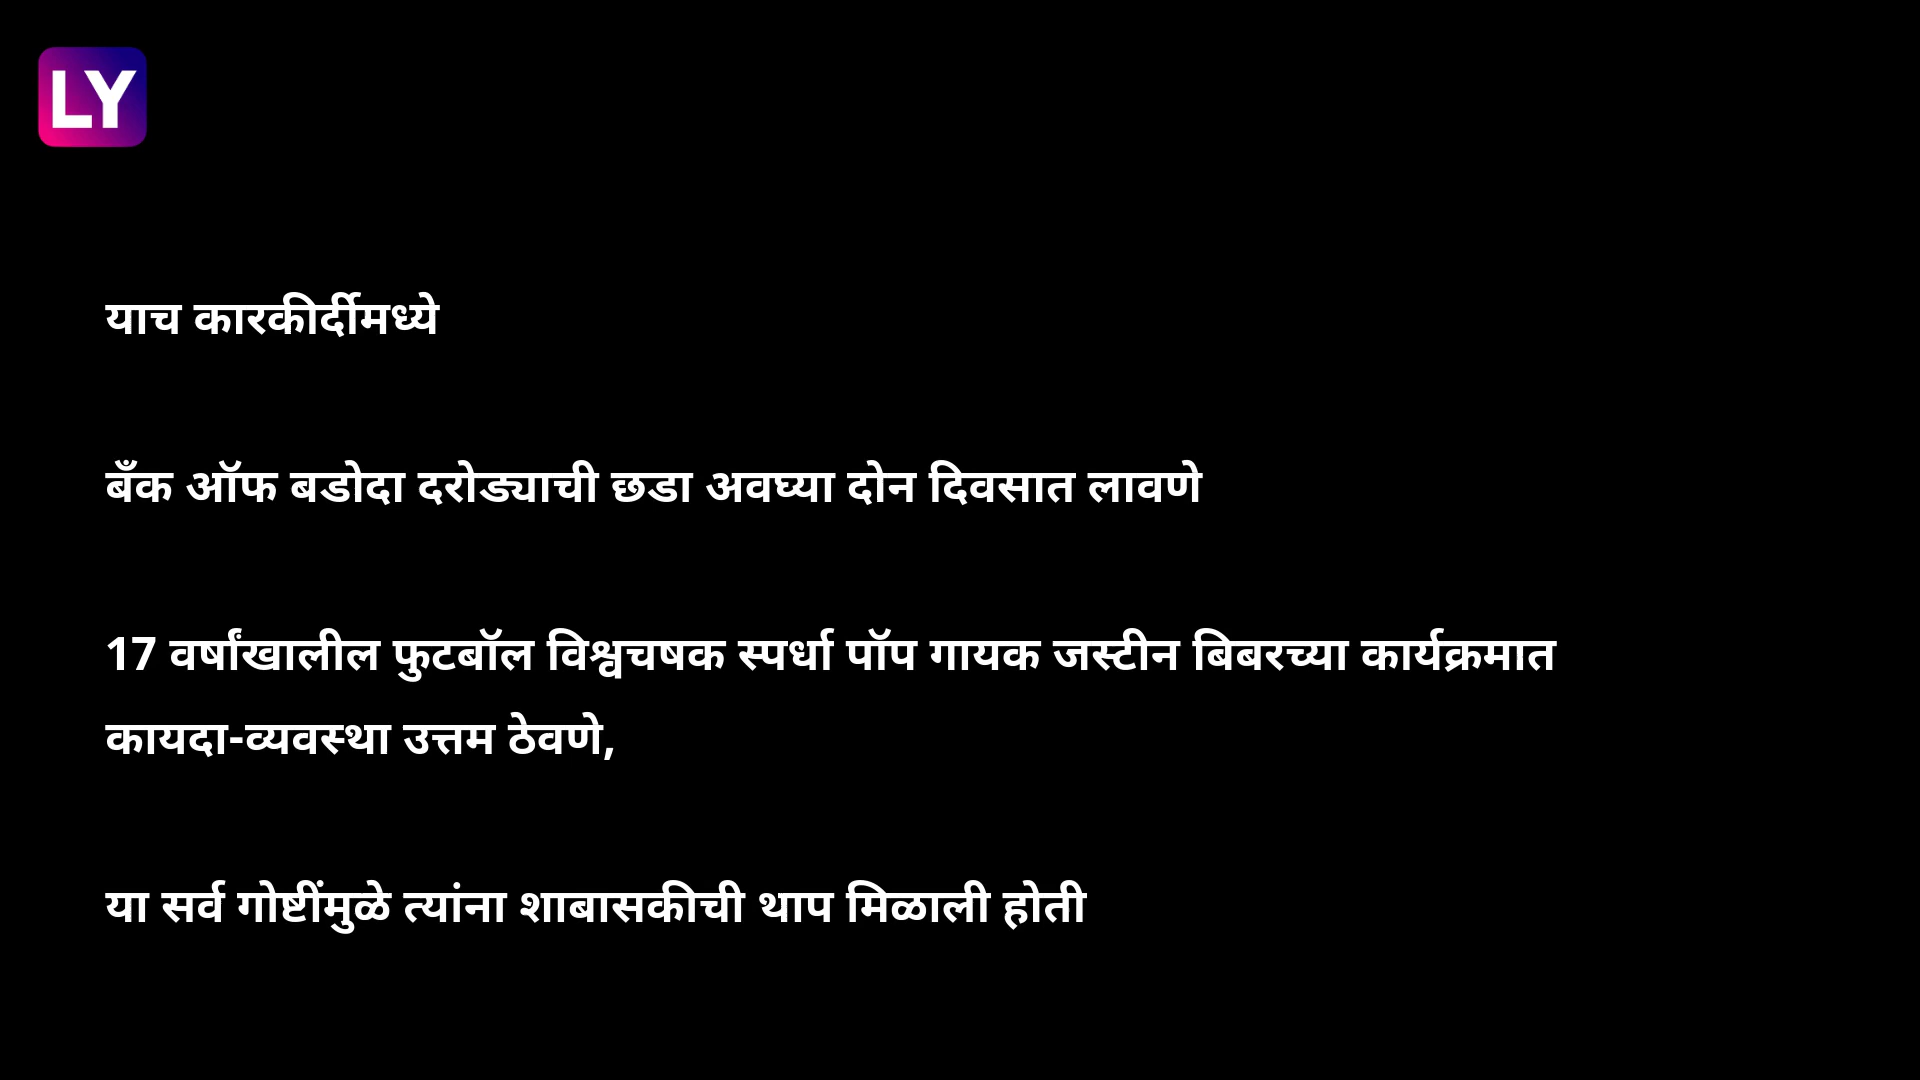 LY
याच कारकीर्दीमध्ये
बँक ऑफ बडोदा दरोड्याची छडा अवघ्या दोन दिवसात लावणे
17 वर्षांखालील फुटबॉल विश्वचषक स्पर्धा पॉप गायक जस्टीन बिबरच्या कार्यक्रमात
कायदा-व्यवस्था उत्तम ठेवणे,
या सर्व गोष्टींमुळे त्यांना शाबासकीची थाप मिळाली होती